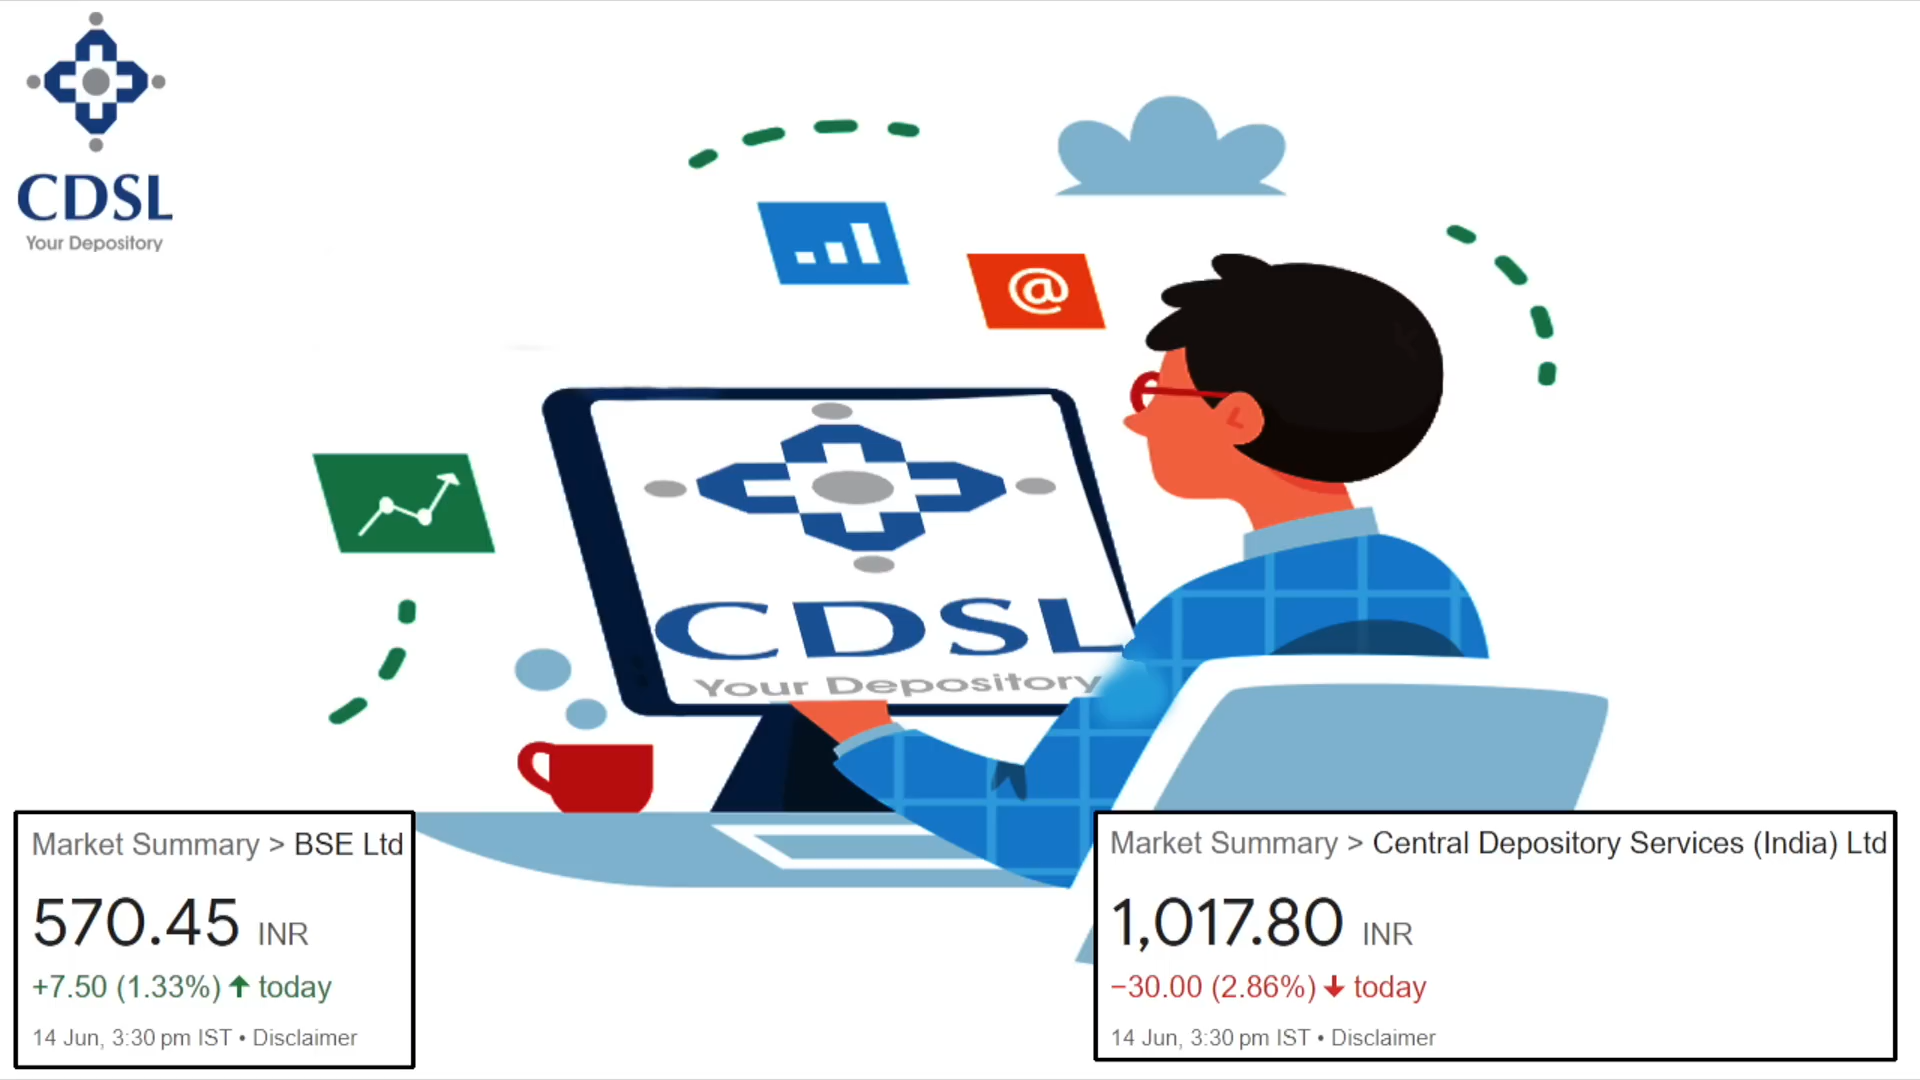 CDSL
Your Depository
@
CDSL
Your Depository
Market Summary > BSE Ltd
570.45 INR
+7.50 (1.33%) ↑ today
14 Jun, 3:30 pm IST • Disclaimer
Market Summary > Central Depository Services (India) Ltd
1,017.80 INR
−30.00 (2.86%) ↓ today
14 Jun, 3:30 pm IST • Disclaimer